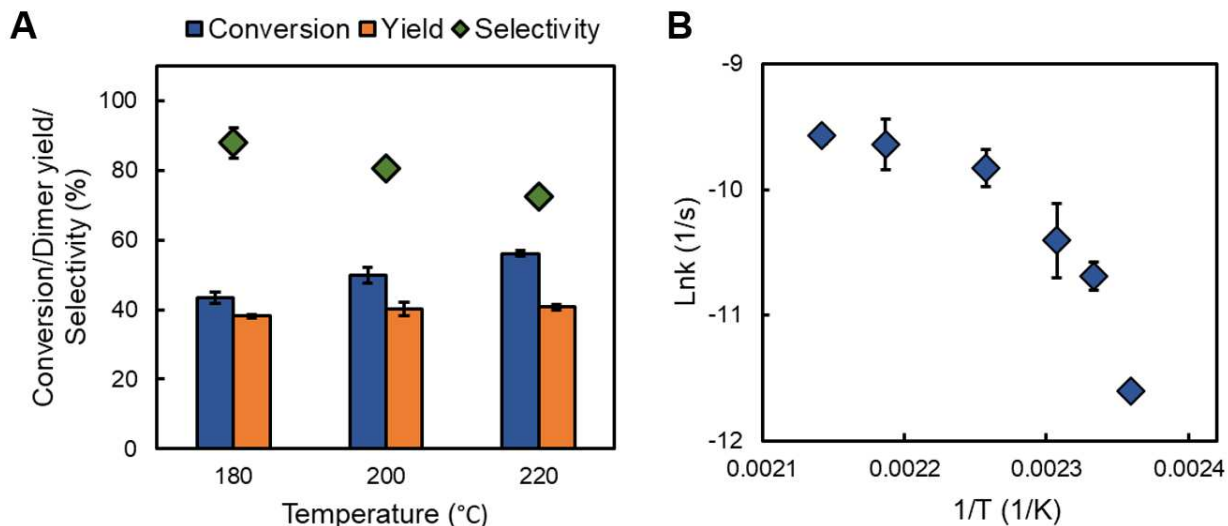 A
Conversion Yield Selectivity
Conversion/Dimer yield/
Selectivity (%)
100
80
60
40
20
0
180 200 220
Temperature (°C)
B
Lnk (1/s)
-9
-10
-11
-12
0.0021 0.0022 0.0023 0.0024
1/T (1/K)